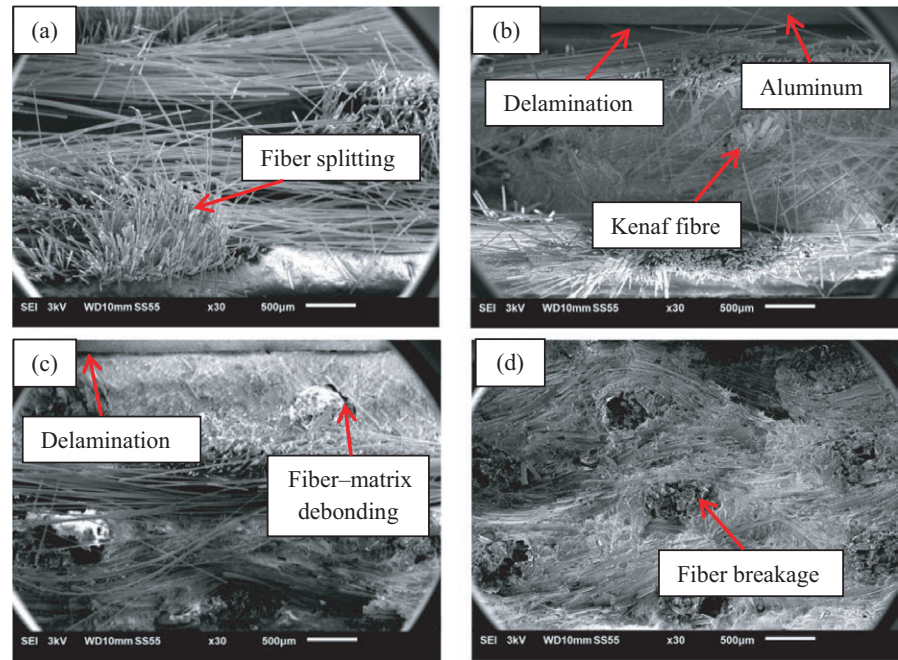 (a)
Fiber splitting
SEI 3kV WD10mm SS55 x30 500µm
(b)
Delamination
Aluminum
Kenaf fibre
SEI 3kV WD10mm SS55 x30 500µm
(c)
Delamination
Fiber–matrix
debonding
SEI 3kV WD10mm SS55 x30 500µm
(d)
Fiber breakage
SEI 3kV WD10mm SS55 x30 500µm